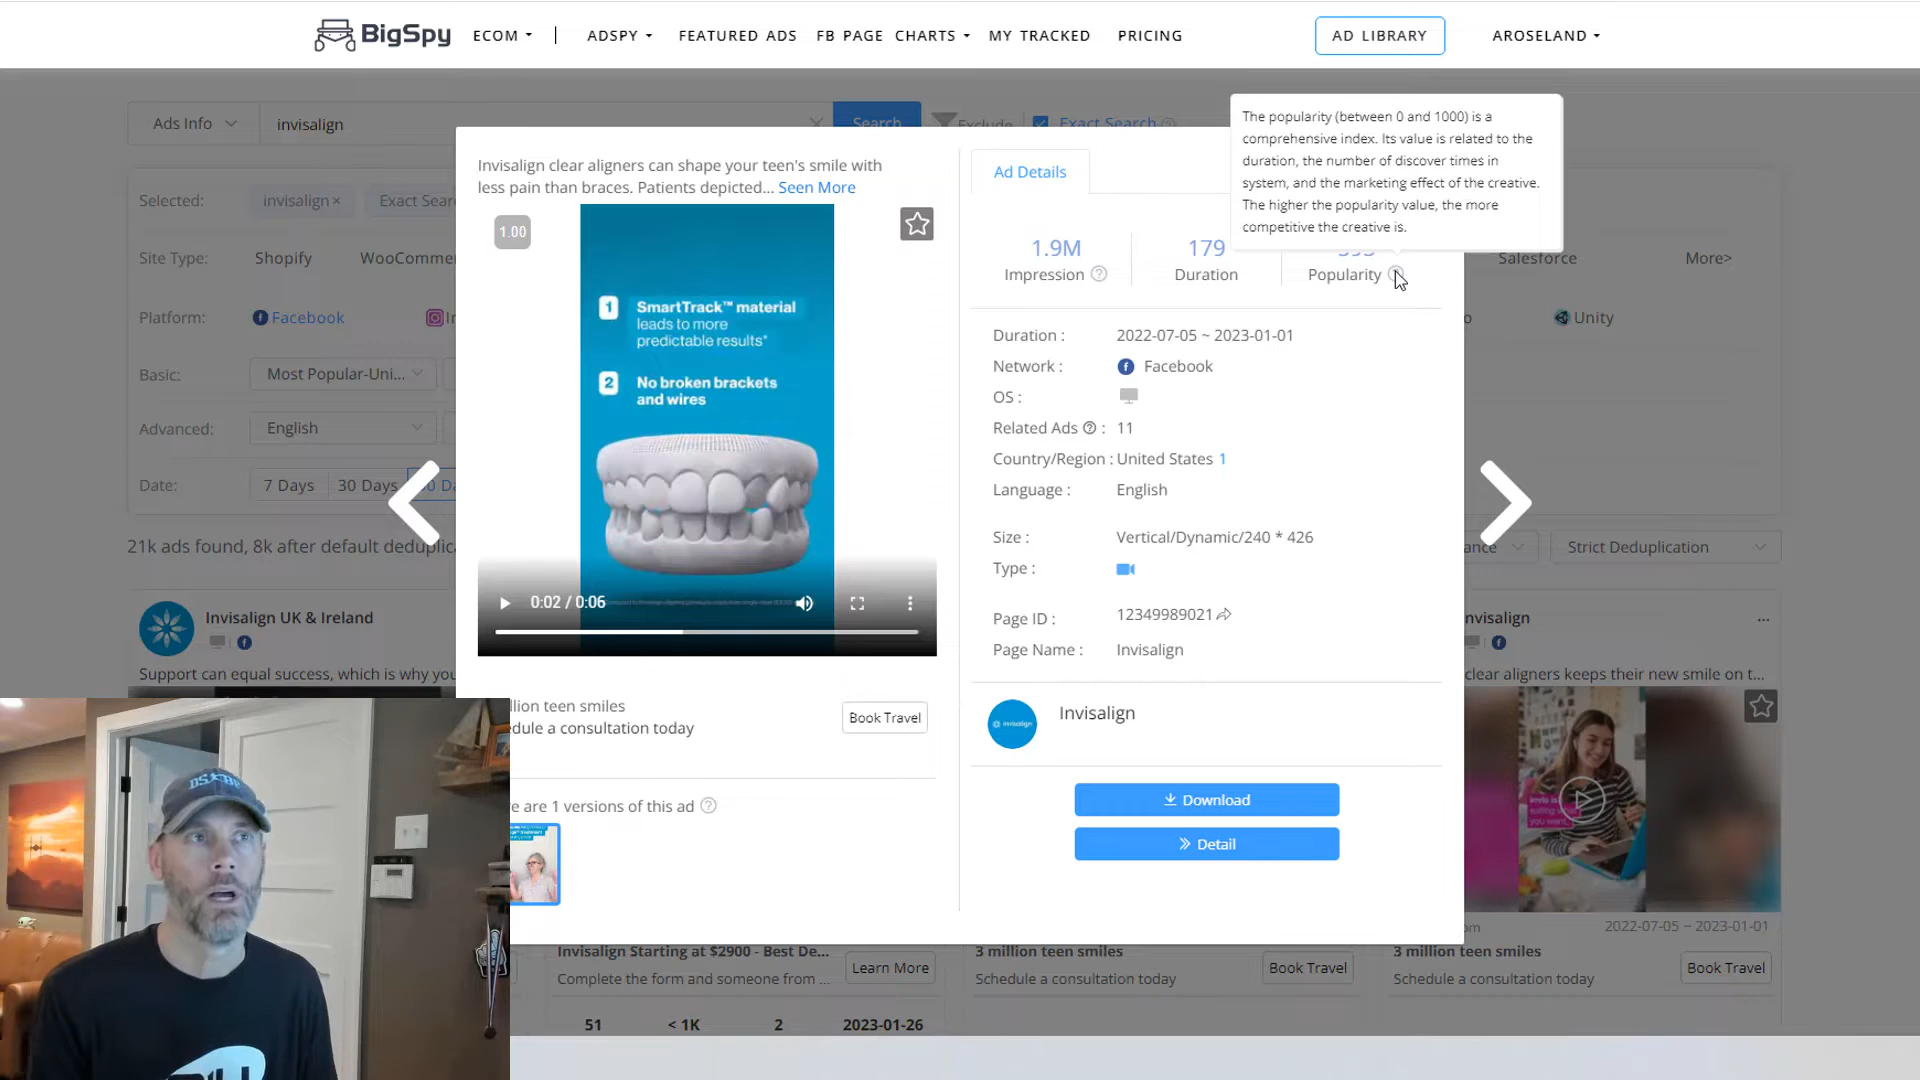 BigSpy
ECOM
ADSPY
FEATURED ADS
FB PAGE
CHARTS
MY TRACKED
PRICING
AD LIBRARY
AROSELAND
Ads Info
invisalign
Search
Exclude
Exact Search
The popularity (between 0 and 1000) is a
comprehensive index. Its value is related to the
duration, the number of discover times in
system, and the marketing effect of the creative.
The higher the popularity value, the more
competitive the creative is.
Selected:
invisalign ×
Site Type:
Shopify
Salesforce
More>
Platform:
Facebook
Unity
Basic:
Most Popular-Uni...
Advanced:
English
Date:
7 Days
30 Days
21k ads found, 8k after default
Strict Deduplication
Invisalign UK & Ireland
Support can equal success, which is why
Invisalign clear aligners can shape your teen's smile with
less pain than braces. Patients depicted... Seen More
1.00
1 SmartTrack™ material
leads to more
predictable results*
2 No broken brackets
and wires
0:02 / 0:06
teen smiles
consultation today
Book Travel
are 1 versions of this ad
Ad Details
1.9M
Impression
179
Duration
Popularity
Duration : 2022-07-05 ~ 2023-01-01
Network : Facebook
OS :
Related Ads : 11
Country/Region : United States 1
Language : English
Size : Vertical/Dynamic/240 * 426
Type :
Page ID : 12349989021
Page Name : Invisalign
invisalign
Invisalign
Download
Detail
clear aligners keeps their new smile on t...
eating what
you want.
2022-07-05 ~ 2023-01-01
Invisalign Starting at $2900 - Best De...
Complete the form and someone from ...
Learn More
3 million teen smiles
Schedule a consultation today
Book Travel
3 million teen smiles
Schedule a consultation today
Book Travel
51
< 1K
2
2023-01-26